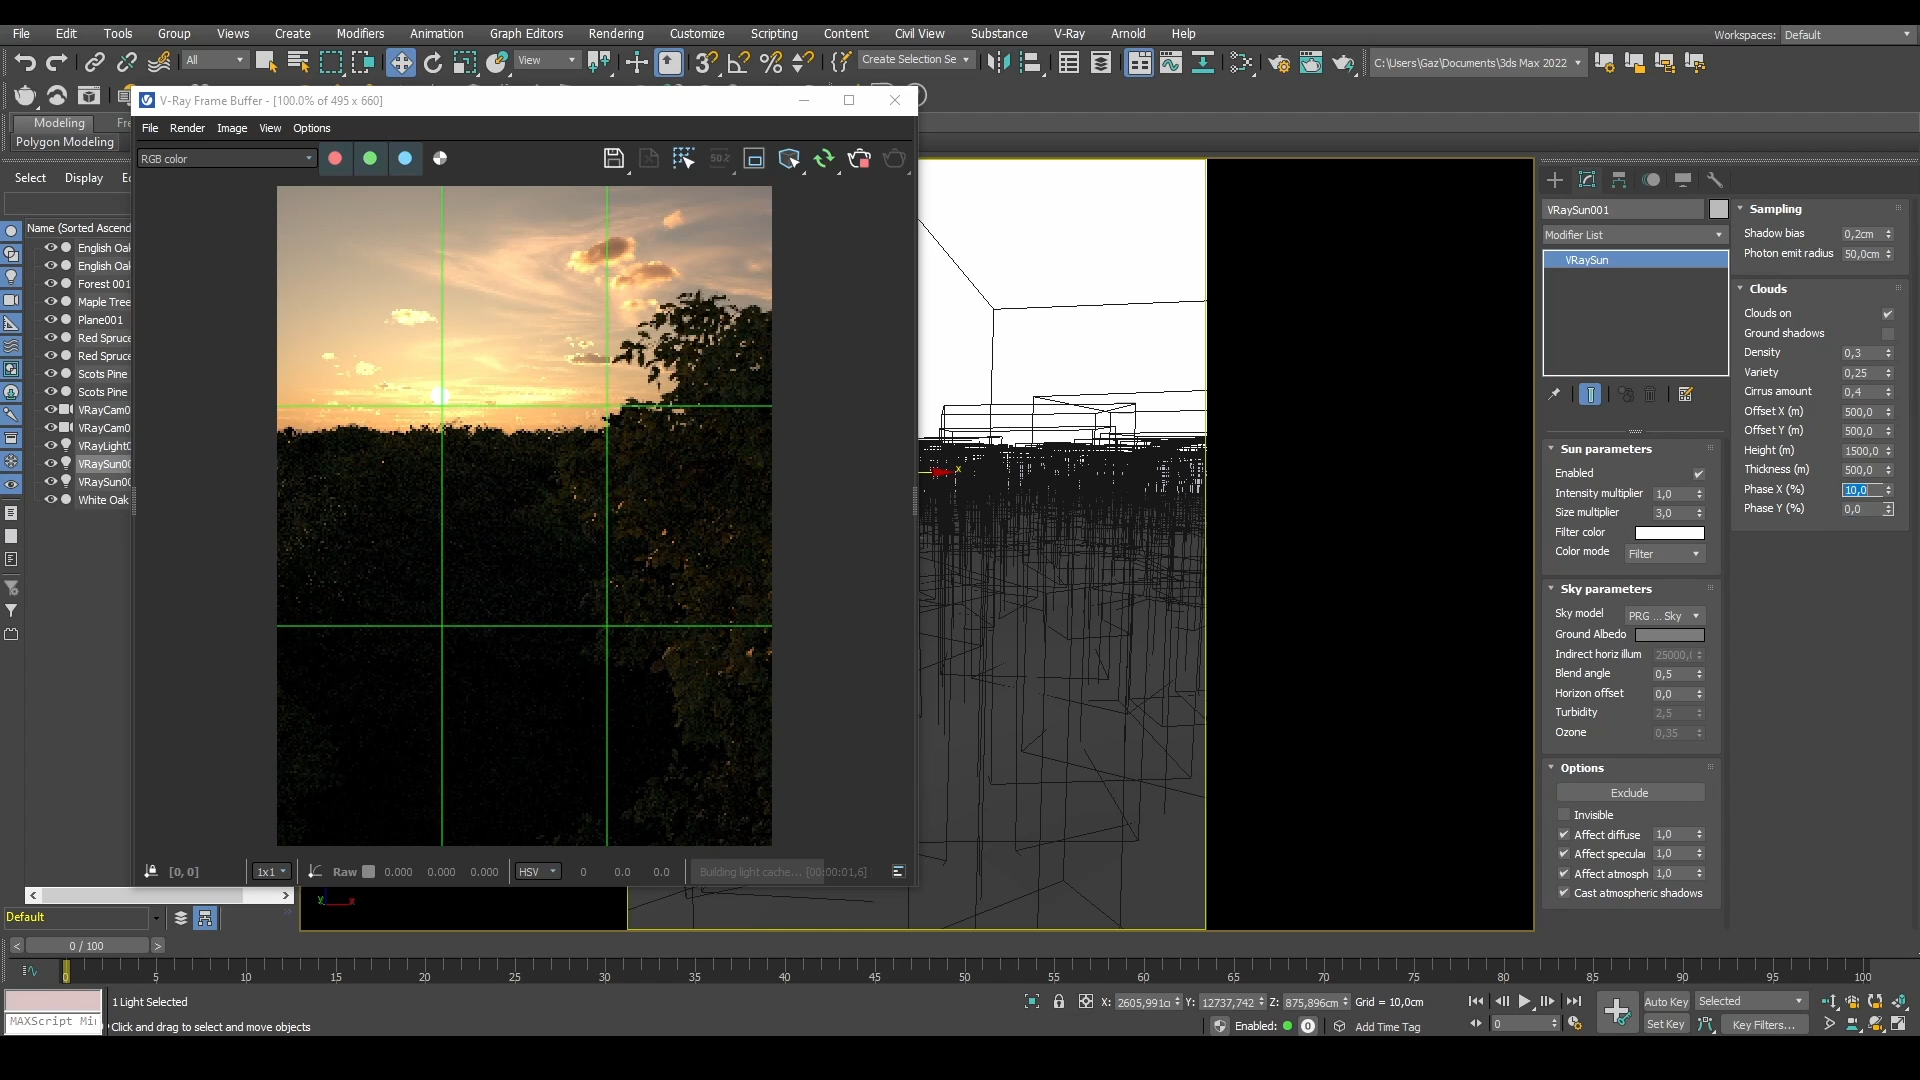 File Edit Tools Group Views Create Modifiers Animation Graph Editors Rendering Customize Scripting Content Civil View Substance V-Ray Arnold Help
Workspaces: Default
All
View
Create Selection Se
C:\Users\Gaz\Documents\3ds Max 2022
V-Ray Frame Buffer - [100.0% of 495 x 660]
Modeling
Polygon Modeling
File Render Image View Options
RGB color
50%
Select Display
Name (Sorted Ascend
English Oak
English Oak
Forest 001
Maple Tree
Plane001
Red Spruce
Red Spruce
Scots Pine
Scots Pine
VRayCam0
VRayCam0
VRayLight0
VRaySun00
VRaySun00
White Oak
x
y x
[0, 0]
1x1
Raw 0.000 0.000 0.000
HSV 0 0.0 0.0
Building light cache... [00:00:01,6]
VRaySun001
Modifier List
VRaySun
Sun parameters
Enabled
Intensity multiplier 1,0
Size multiplier 3,0
Filter color
Color mode Filter
Sky parameters
Sky model PRG ... Sky
Ground Albedo
Indirect horiz illum 25000,
Blend angle 0,5
Horizon offset 0,0
Turbidity 2,5
Ozone 0,35
Options
Exclude
Invisible
Affect diffuse 1,0
Affect specular 1,0
Affect atmosph 1,0
Cast atmospheric shadows
Sampling
Shadow bias 0,2cm
Photon emit radius 50,0cm
Clouds
Clouds on
Ground shadows
Density 0,3
Variety 0,25
Cirrus amount 0,4
Offset X (m) 500,0
Offset Y (m) 500,0
Height (m) 1500,0
Thickness (m) 500,0
Phase X (%) 10,0
Phase Y (%) 0,0
Default
< 0 / 100 >
0 5 10 15 20 25 30 35 40 45 50 55 60 65 70 75 80 85 90 95 100
1 Light Selected
MAXScript Mi
Click and drag to select and move objects
X: 2605,991c Y: 12737,742 Z: 875,896cm Grid = 10,0cm
Enabled: 0 Add Time Tag
0
Auto Key Selected
Set Key Key Filters...